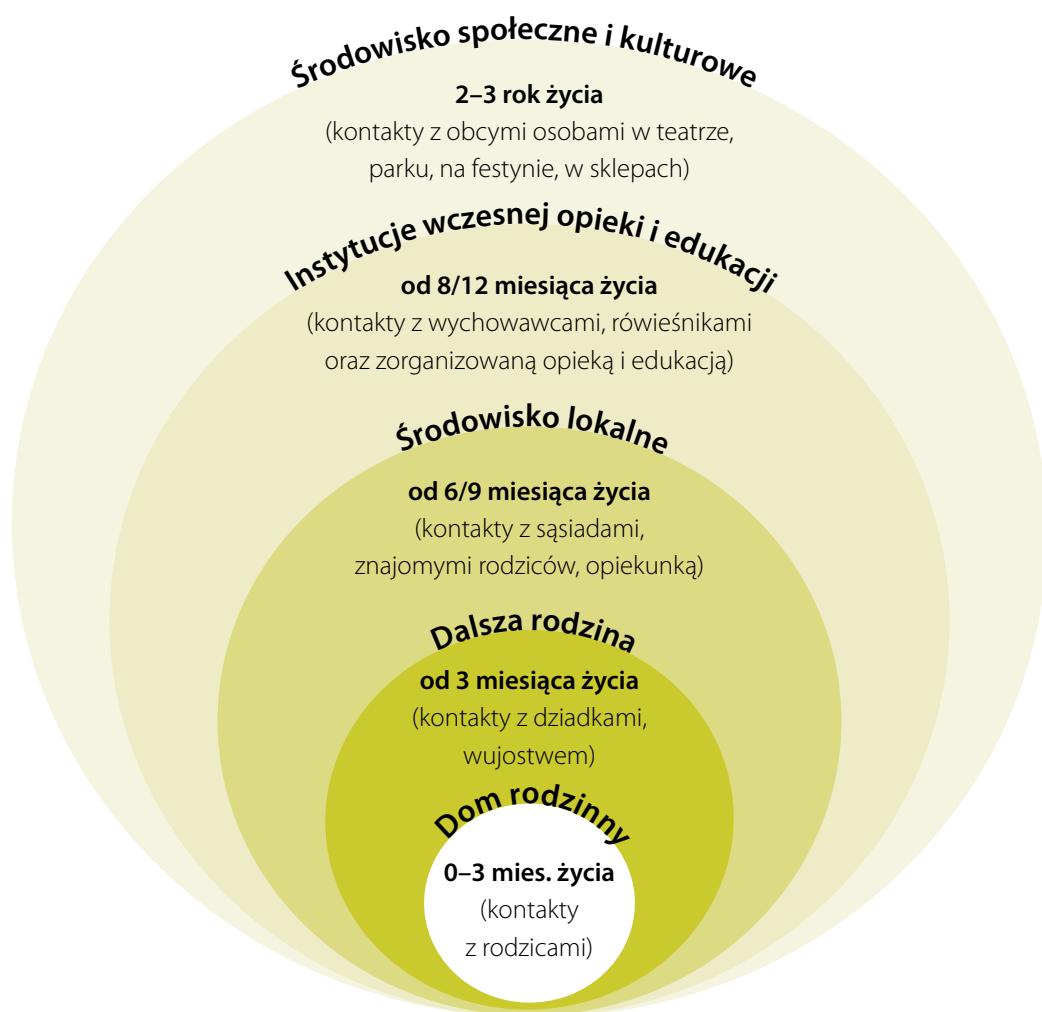 Środowisko społeczne i kulturowe
2–3 rok życia
(kontakty z obcymi osobami w teatrze,
parku, na festynie, w sklepach)
Instytucje wczesnej opieki i edukacji
od 8/12 miesiąca życia
(kontakty z wychowawcami, rówieśnikami
oraz zorganizowaną opieką i edukacją)
Środowisko lokalne
od 6/9 miesiąca życia
(kontakty z sąsiadami,
znajomymi rodziców, opiekunką)
Dalsza rodzina
od 3 miesiąca życia
(kontakty z dziadkami,
wujostwem)
Dom rodzinny
0–3 mies. życia
(kontakty
z rodzicami)